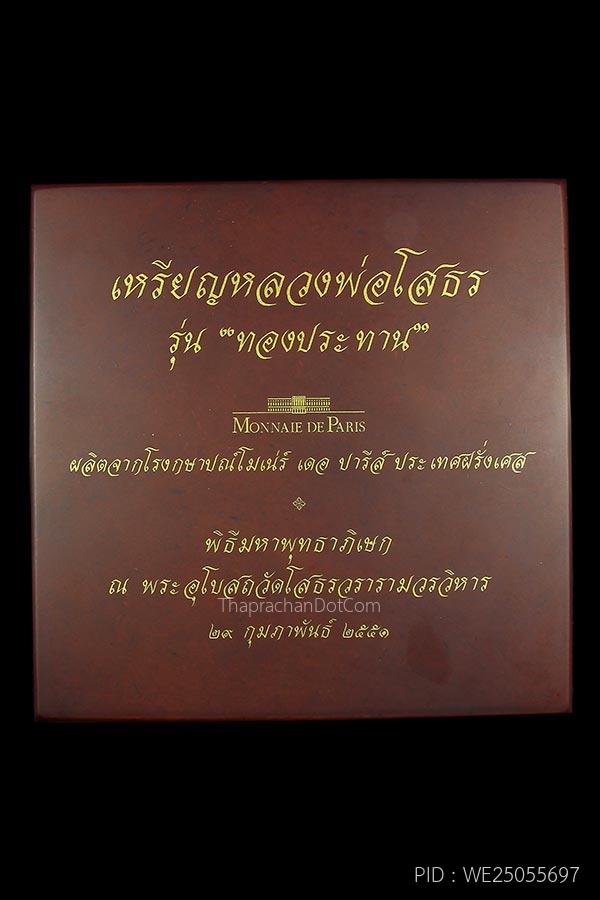 เหรียญหลวงพ่อโสธร
รุ่น “ทองประทาน”
MONNAIE DE PARIS
ผลิตจากโรงกษาปณ์โมเน่ร์ เดอ ปารีส์ ประเทศฝรั่งเศส
พิธีมหาพุทธาภิเษก
ณ พระอุโบสถวัดโสธรวรารามวรวิหาร
ThaprachanDotCom
๒๙ กุมภาพันธ์ ๒๕๕๑
PID : WE25055697